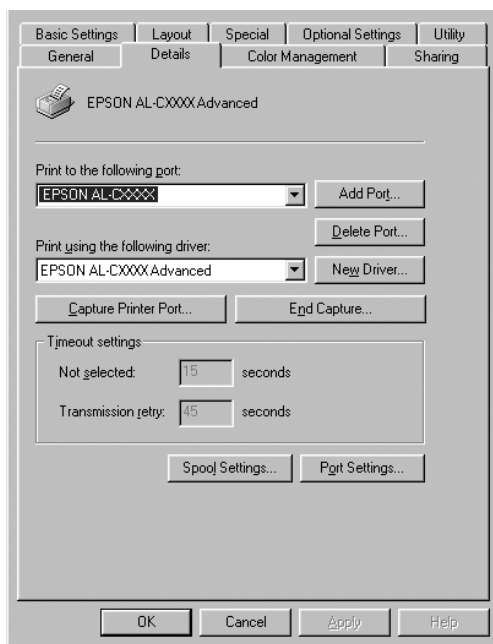 Basic Settings Layout Special Optional Settings Utility
General Details Color Management Sharing
EPSON AL-CXXXX Advanced
Print to the following port:
EPSON AL-CXXXX
Add Port...
Delete Port...
Print using the following driver:
EPSON AL-CXXXX Advanced
New Driver...
Capture Printer Port... End Capture...
Timeout settings
Not selected: 15 seconds
Transmission retry: 45 seconds
Spool Settings... Port Settings...
OK Cancel Apply Help